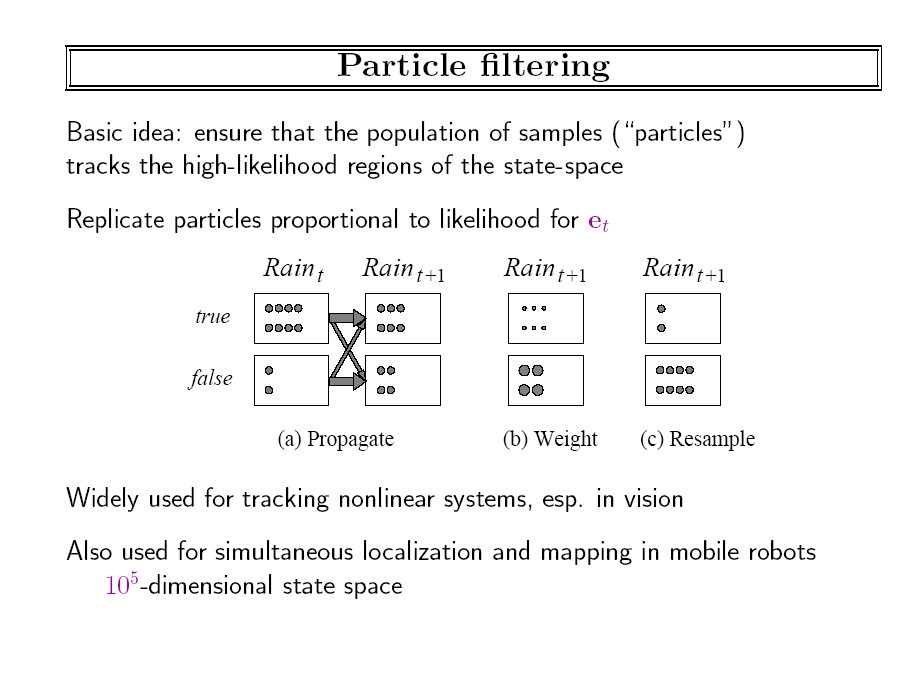 Particle filtering
Basic idea: ensure that the population of samples (“particles”)
tracks the high-likelihood regions of the state-space
Replicate particles proportional to likelihood for e_t
Rain_t Rain_{t+1} Rain_{t+1} Rain_{t+1}
true
false
(a) Propagate (b) Weight (c) Resample
Widely used for tracking nonlinear systems, esp. in vision
Also used for simultaneous localization and mapping in mobile robots
10^5-dimensional state space